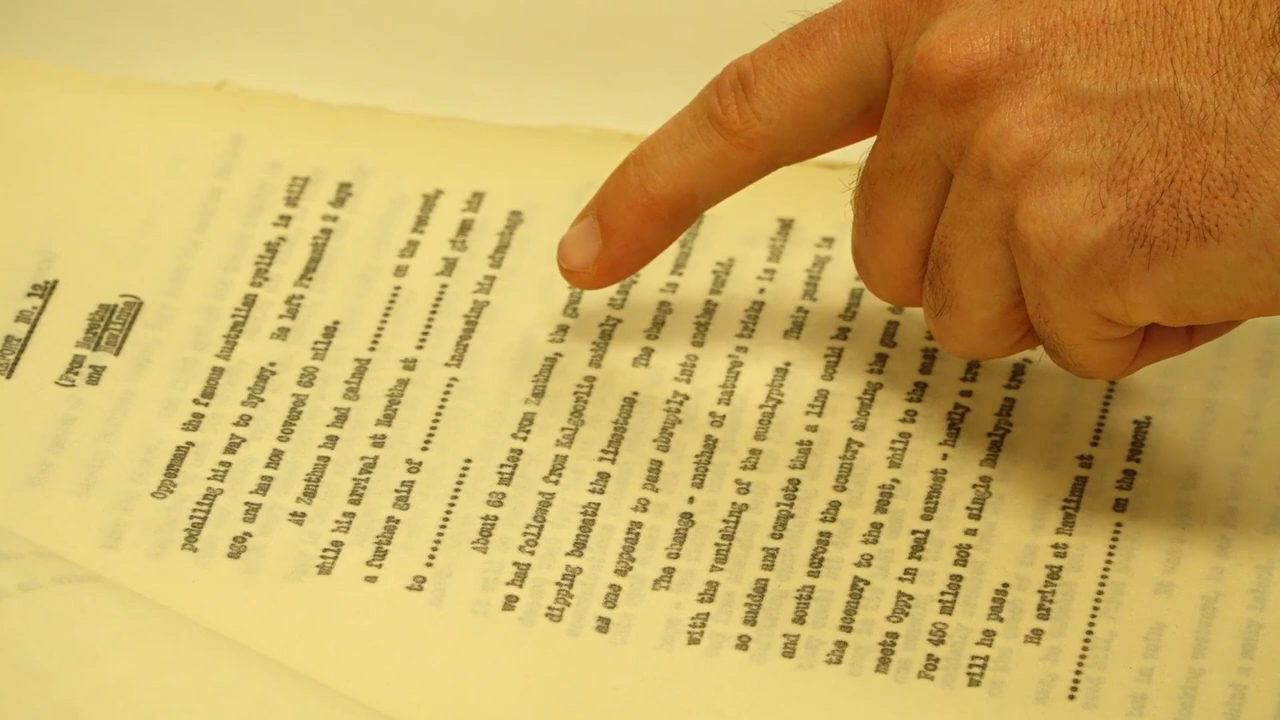 REPORT NO. 12.
(From Haretha
and Rawlinna)
Opperman, the famous Australian cyclist, is still
pedalling his way to Sydney. He left Fremantle 2 days
ago, and has now covered 630 miles.
At Zanthus he had gained ........ on the record,
while his arrival at Haretha at ........ had given him
a further gain of ........, increasing his advantage
to ............
About 63 miles from Zanthus, the
we had followed from Kalgoorlie suddenly
dipping beneath the limestone. The change is
as one appears to pass abruptly into another world.
The change - another of nature's tricks - is noticed
with the vanishing of the eucalyptus. Their passing is
so sudden and complete that a line could be drawn
and south across the country showing the gums
the scenery to the west, while to the east
meets Oppy in real earnest - hardly a tree
For 450 miles not a single eucalyptus tree,
will he pass.
He arrived at Rawlinna at ........
................ on the record.